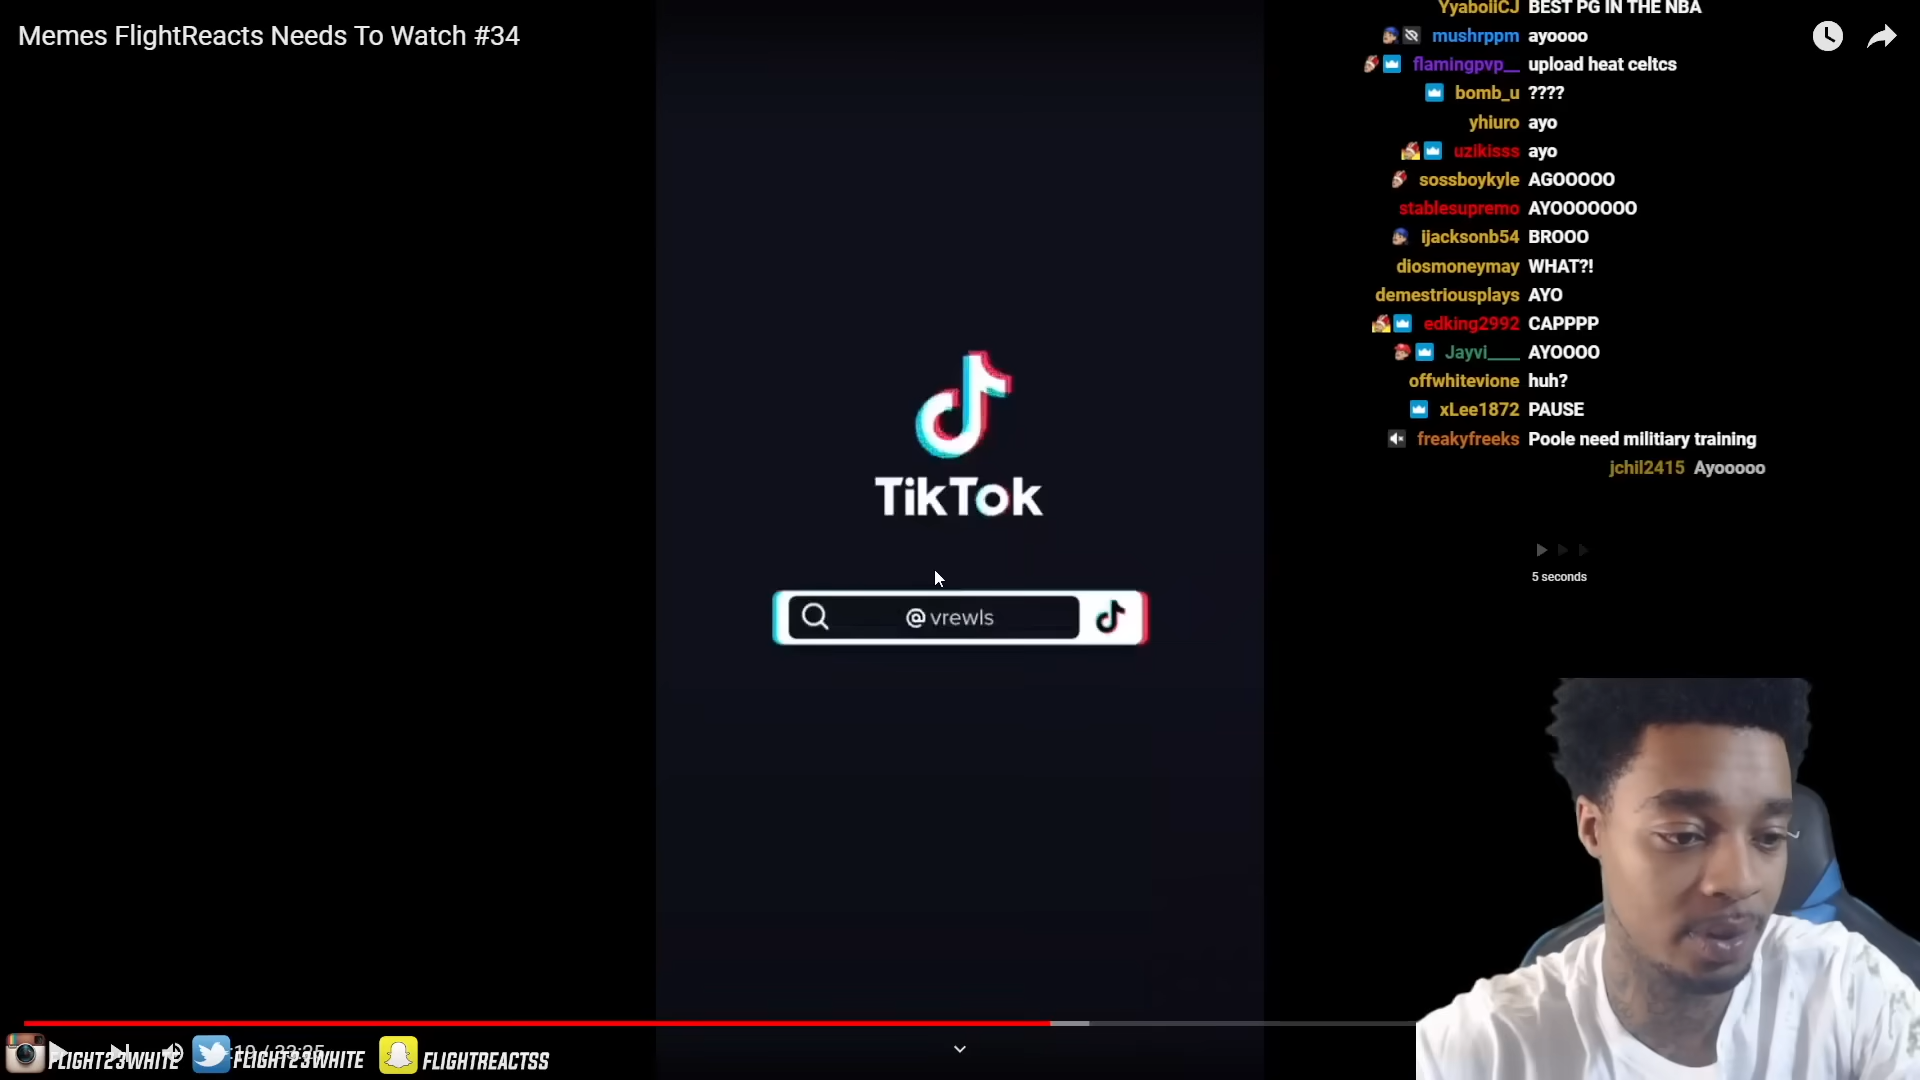 Memes FlightReacts Needs To Watch #34
YyaboiiCJ BEST PG IN THE NBA
mushrppm ayoooo
flamingpvp__ upload heat celtcs
bomb_u ????
yhiuro ayo
uzikisss ayo
sossboykyle AGOOOOO
stablesupremo AYOOOOOOO
ijacksonb54 BROOO
diosmoneymay WHAT?!
demestriousplays AYO
edking2992 CAPPPP
Jayvi____ AYOOOO
offwhitevione huh?
xLee1872 PAUSE
freakyfreeks Poole need militiary training
jchil2415 Ayooooo
5 seconds
TikTok
@vrewls
FLIGHT23WHITE FLIGHT23WHITE FLIGHTREACTSS